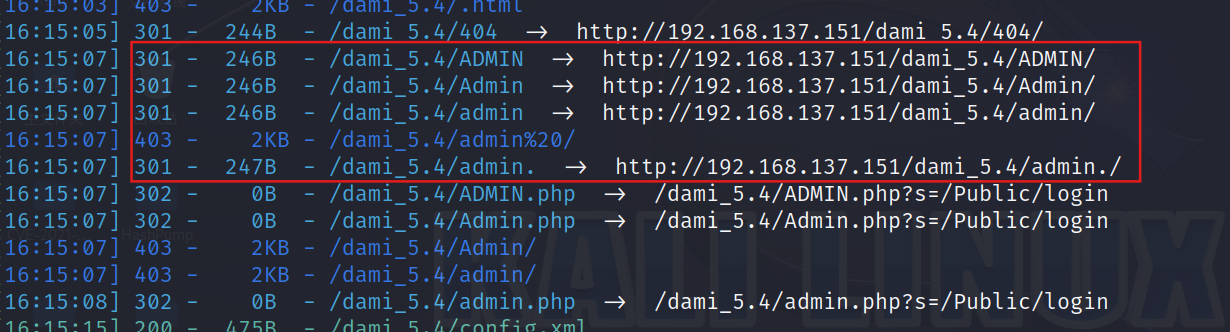 [16:15:03] 403 -    2KB - /dami_5.4/.html
[16:15:05] 301 -   244B - /dami_5.4/404  ->  http://192.168.137.151/dami_5.4/404/
[16:15:07] 301 -   246B - /dami_5.4/ADMIN  ->  http://192.168.137.151/dami_5.4/ADMIN/
[16:15:07] 301 -   246B - /dami_5.4/Admin  ->  http://192.168.137.151/dami_5.4/Admin/
[16:15:07] 301 -   246B - /dami_5.4/admin  ->  http://192.168.137.151/dami_5.4/admin/
[16:15:07] 403 -    2KB - /dami_5.4/admin%20/
[16:15:07] 301 -   247B - /dami_5.4/admin.  ->  http://192.168.137.151/dami_5.4/admin./
[16:15:07] 302 -    0B  - /dami_5.4/ADMIN.php  ->  /dami_5.4/ADMIN.php?s=/Public/login
[16:15:07] 302 -    0B  - /dami_5.4/Admin.php  ->  /dami_5.4/Admin.php?s=/Public/login
[16:15:07] 403 -    2KB - /dami_5.4/Admin/
[16:15:07] 403 -    2KB - /dami_5.4/admin/
[16:15:08] 302 -    0B  - /dami_5.4/admin.php  ->  /dami_5.4/admin.php?s=/Public/login
[16:15:15] 200 -   475B - /dami_5.4/config.xml
KALI LINUX